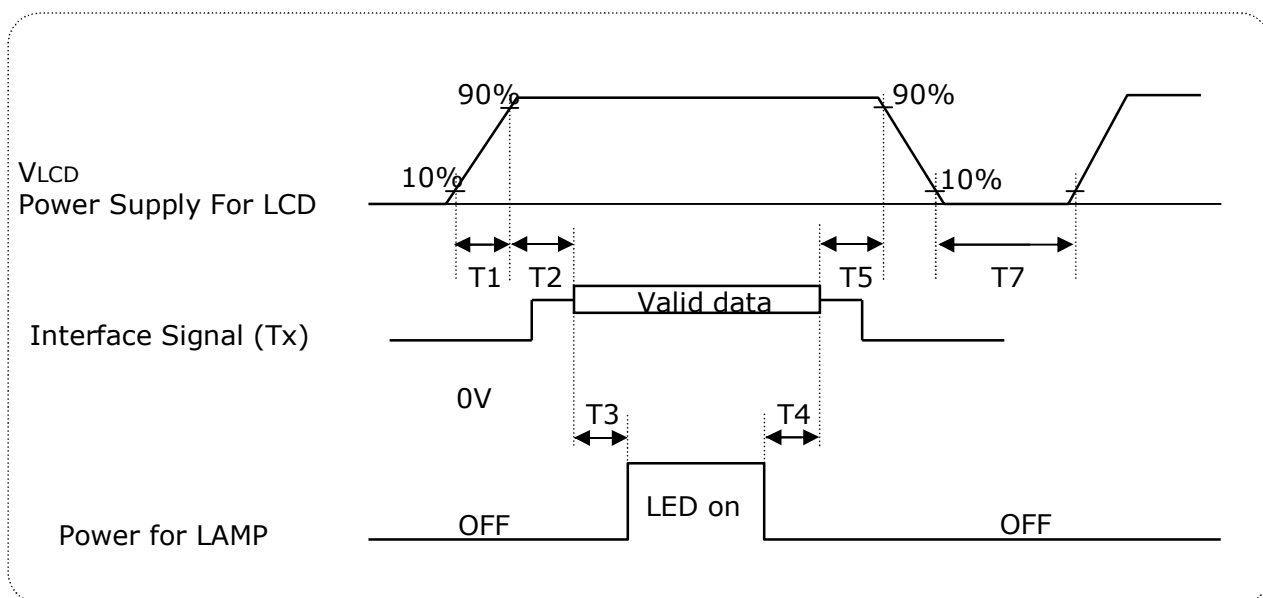 90%
90%
VLCD
10%
10%
Power Supply For LCD
T1
T2
T5
T7
Valid data
Interface Signal (Tx)
0V
T3
T4
LED on
OFF
OFF
Power for LAMP